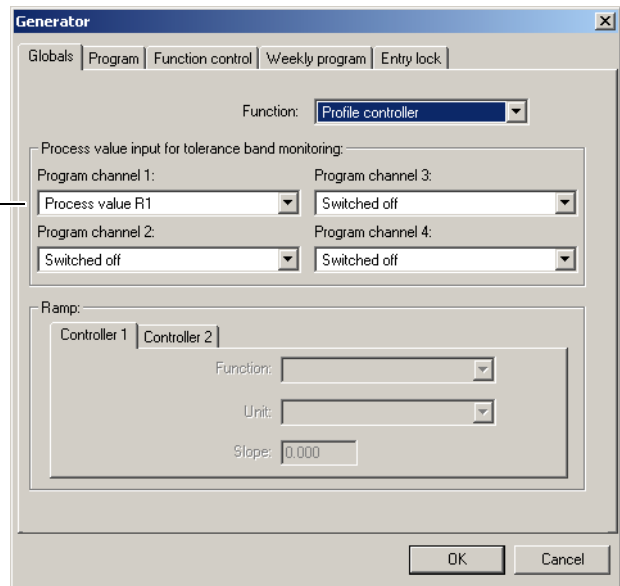 Generator
Globals Program Function control Weekly program Entry lock
Function: Profile controller
Process value input for tolerance band monitoring:
Program channel 1: Program channel 3:
Process value R1 Switched off
Program channel 2: Program channel 4:
Switched off Switched off
Ramp:
Controller 1 Controller 2
Function:
Unit:
Slope: 0.000
OK Cancel